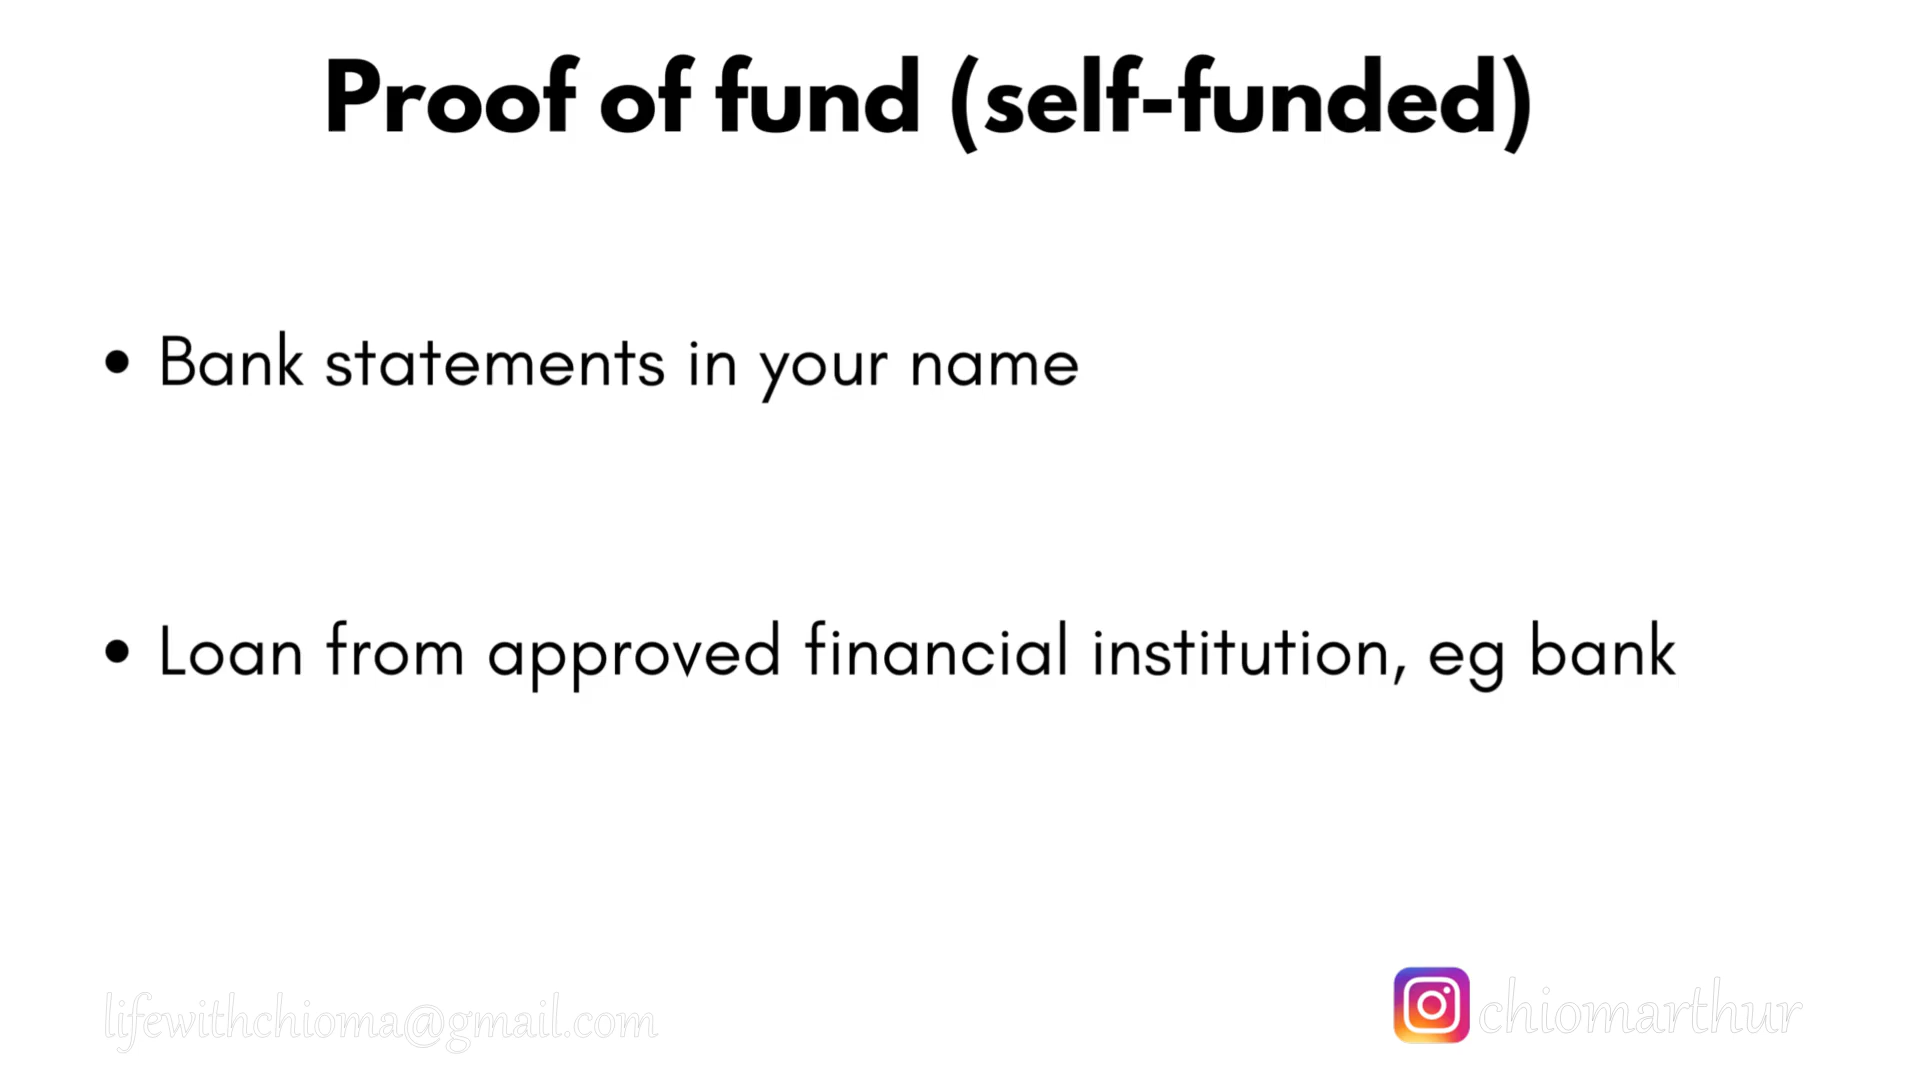 Proof of fund (self-funded)
• Bank statements in your name
• Loan from approved financial institution, eg bank
lifewithchioma@gmail.com
chiomarthur